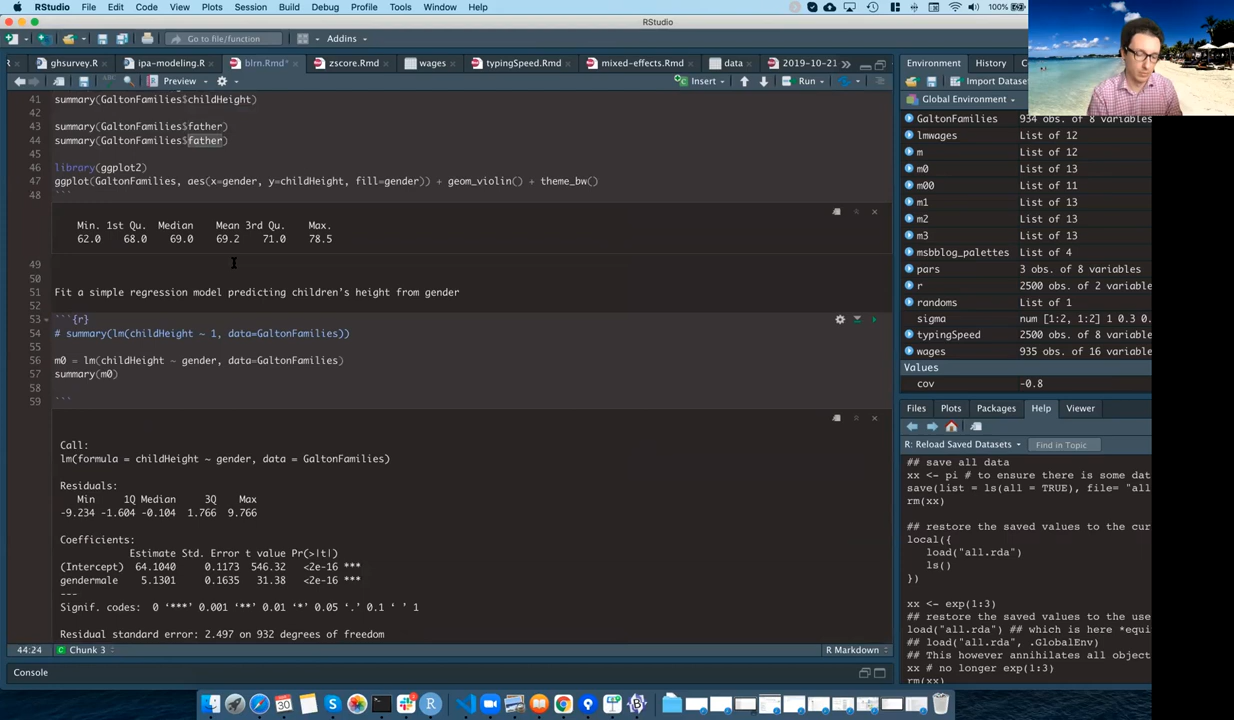 RStudio File Edit Code View Plots Session Build Debug Profile Tools Window Help 100%
RStudio
Go to file/function Addins
ghsurvey.R ipa-modeling.R blrn.Rmd* zscore.Rmd wages typingSpeed.Rmd mixed-effects.Rmd data 2019-10-21
Preview Insert Run
41 summary(GaltonFamilies$childHeight)
42
43 summary(GaltonFamilies$father)
44 summary(GaltonFamilies$father)
45
46 library(ggplot2)
47 ggplot(GaltonFamilies, aes(x=gender, y=childHeight, fill=gender)) + geom_violin() + theme_bw()
48 ```
Min. 1st Qu. Median Mean 3rd Qu. Max.
62.0 68.0 69.0 69.2 71.0 78.5
49
50
51 Fit a simple regression model predicting children's height from gender
52
53 ```{r}
54 # summary(lm(childHeight ~ 1, data=GaltonFamilies))
55
56 m0 = lm(childHeight ~ gender, data=GaltonFamilies)
57 summary(m0)
58
59 ```
Call:
lm(formula = childHeight ~ gender, data = GaltonFamilies)
Residuals:
Min 1Q Median 3Q Max
-9.234 -1.604 -0.104 1.766 9.766
Coefficients:
Estimate Std. Error t value Pr(>|t|)
(Intercept) 64.1040 0.1173 546.32 <2e-16 ***
gendermale 5.1301 0.1635 31.38 <2e-16 ***
---
Signif. codes: 0 ‘***’ 0.001 ‘**’ 0.01 ‘*’ 0.05 ‘.’ 0.1 ‘ ’ 1
Residual standard error: 2.497 on 932 degrees of freedom
44:24 Chunk 3 R Markdown
Console
Environment History
Import Datase
Global Environment
GaltonFamilies 934 obs. of 8 variables
lmwages List of 12
m List of 12
m0 List of 13
m00 List of 11
m1 List of 13
m2 List of 13
m3 List of 13
msbblog_palettes List of 4
pars 3 obs. of 8 variables
r 2500 obs. of 2 variable
randoms List of 1
sigma num [1:2, 1:2] 1 0.3 0.
typingSpeed 2500 obs. of 8 variable
wages 935 obs. of 16 variable
Values
cov -0.8
Files Plots Packages Help Viewer
R: Reload Saved Datasets Find in Topic
## save all data
xx <- pi # to ensure there is some dat
save(list = ls(all = TRUE), file= "all
rm(xx)
## restore the saved values to the cur
local({
load("all.rda")
ls()
})
xx <- exp(1:3)
## restore the saved values to the use
load("all.rda") ## which is here *equi
## load("all.rda", .GlobalEnv)
## This however annihilates all object
xx # no longer exp(1:3)
rm(xx)